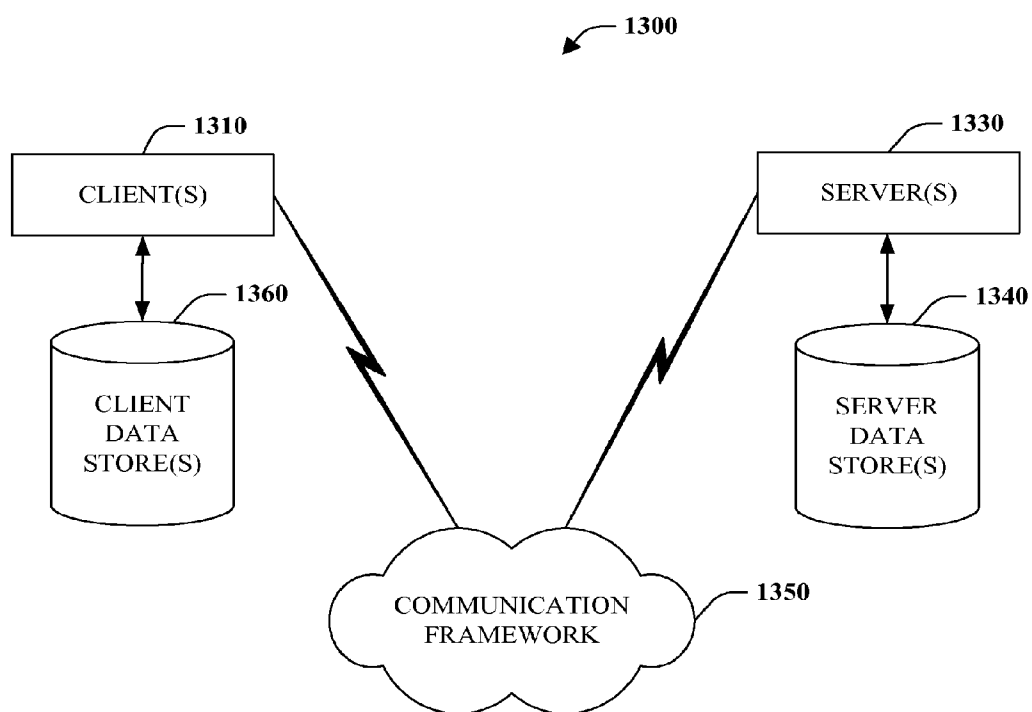 1300
1310
1330
CLIENT(S)
SERVER(S)
1360
1340
CLIENT
DATA
STORE(S)
SERVER
DATA
STORE(S)
1350
COMMUNICATION
FRAMEWORK